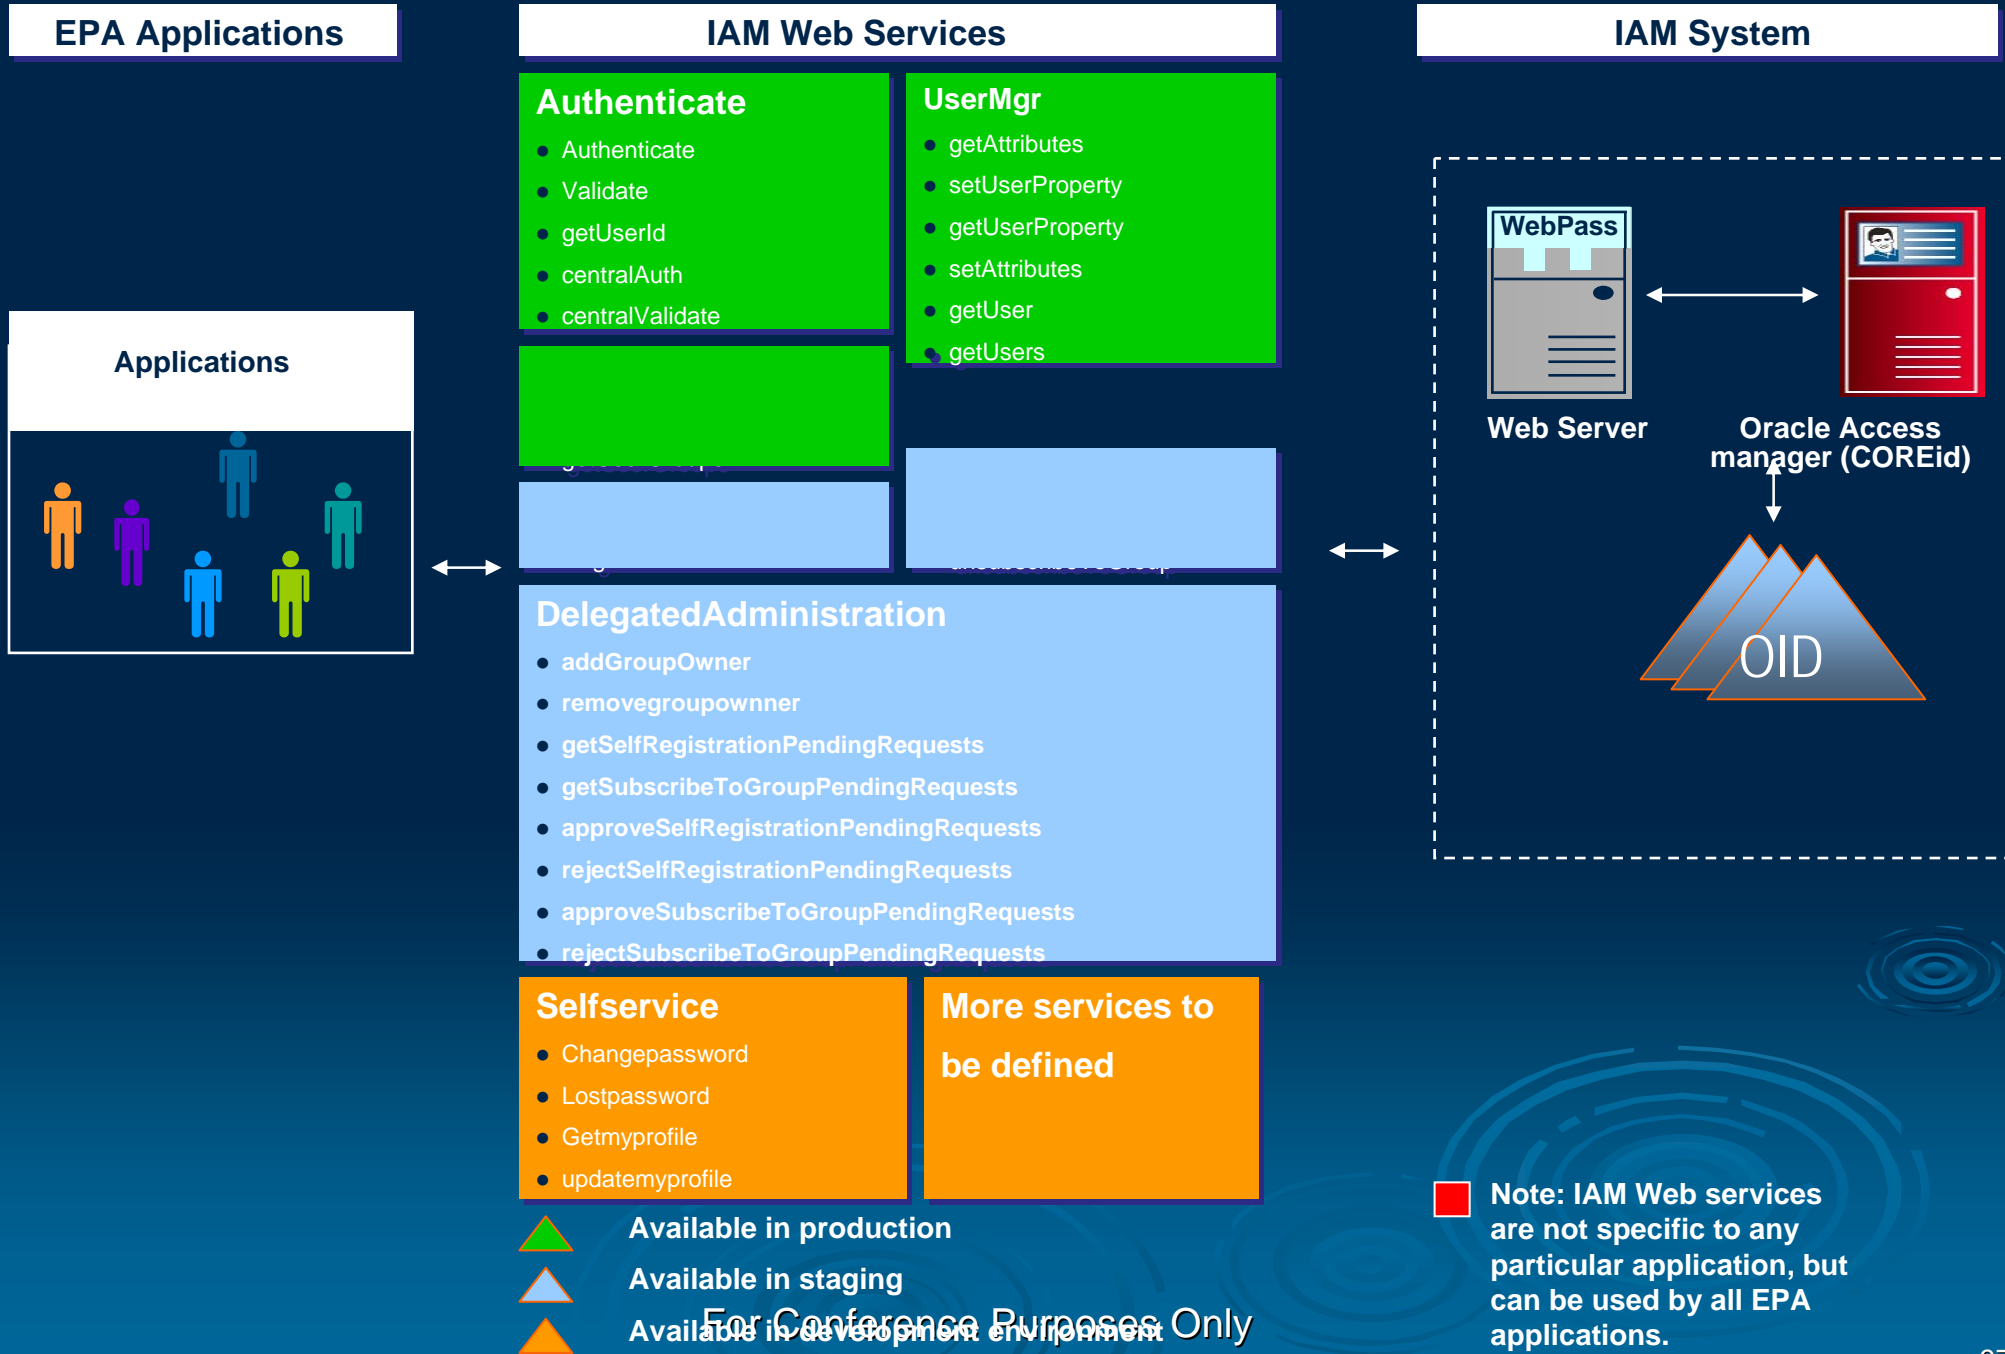 EPA Applications
IAM Web Services
IAM System
Applications
Authenticate
Authenticate
Validate
getUserId
centralAuth
centralValidate
UserMgr
getAttributes
setUserProperty
getUserProperty
setAttributes
getUser
getUsers
DelegatedAdministration
addGroupOwner
removegroupownner
getSelfRegistrationPendingRequests
getSubscribeToGroupPendingRequests
approveSelfRegistrationPendingRequests
rejectSelfRegistrationPendingRequests
approveSubscribeToGroupPendingRequests
rejectSubscribeToGroupPendingRequests
Selfservice
Changepassword
Lostpassword
Getmyprofile
updatemyprofile
More services to
be defined
Available in production
Available in staging
Available in development environment
For Conference Purposes Only
WebPass
Web Server
Oracle Access
manager (COREid)
OID
Note: IAM Web services
are not specific to any
particular application, but
can be used by all EPA
applications.